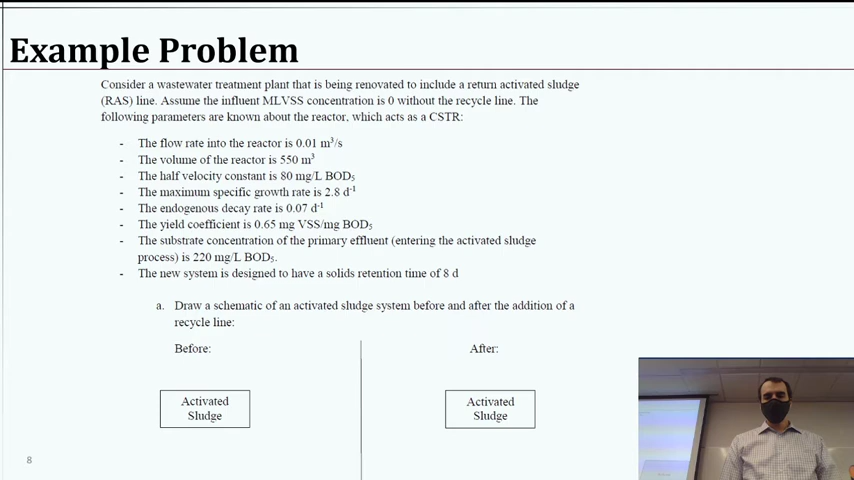 Example Problem
Consider a wastewater treatment plant that is being renovated to include a return activated sludge
(RAS) line. Assume the influent MLVSS concentration is 0 without the recycle line. The
following parameters are known about the reactor, which acts as a CSTR:
- The flow rate into the reactor is 0.01 m³/s
- The volume of the reactor is 550 m³
- The half velocity constant is 80 mg/L BOD₅
- The maximum specific growth rate is 2.8 d⁻¹
- The endogenous decay rate is 0.07 d⁻¹
- The yield coefficient is 0.65 mg VSS/mg BOD₅
- The substrate concentration of the primary effluent (entering the activated sludge
process) is 220 mg/L BOD₅.
- The new system is designed to have a solids retention time of 8 d
a. Draw a schematic of an activated sludge system before and after the addition of a
recycle line:
Before: After:
Activated Activated
Sludge Sludge
8